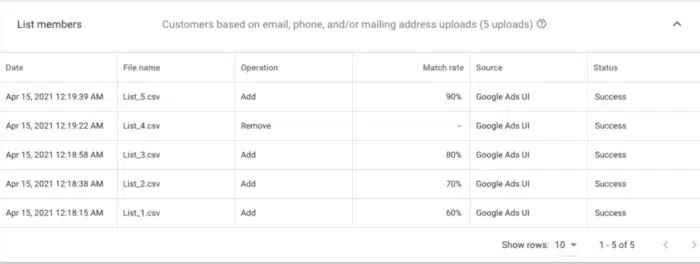 List members Customers based on email, phone, and/or mailing address uploads (5 uploads)
Date File name Operation Match rate Source Status
Apr 15, 2021 12:19:39 AM List_5.csv Add 90% Google Ads UI Success
Apr 15, 2021 12:19:22 AM List_4.csv Remove – Google Ads UI Success
Apr 15, 2021 12:18:58 AM List_3.csv Add 80% Google Ads UI Success
Apr 15, 2021 12:18:38 AM List_2.csv Add 70% Google Ads UI Success
Apr 15, 2021 12:18:15 AM List_1.csv Add 60% Google Ads UI Success
Show rows: 10 1 - 5 of 5